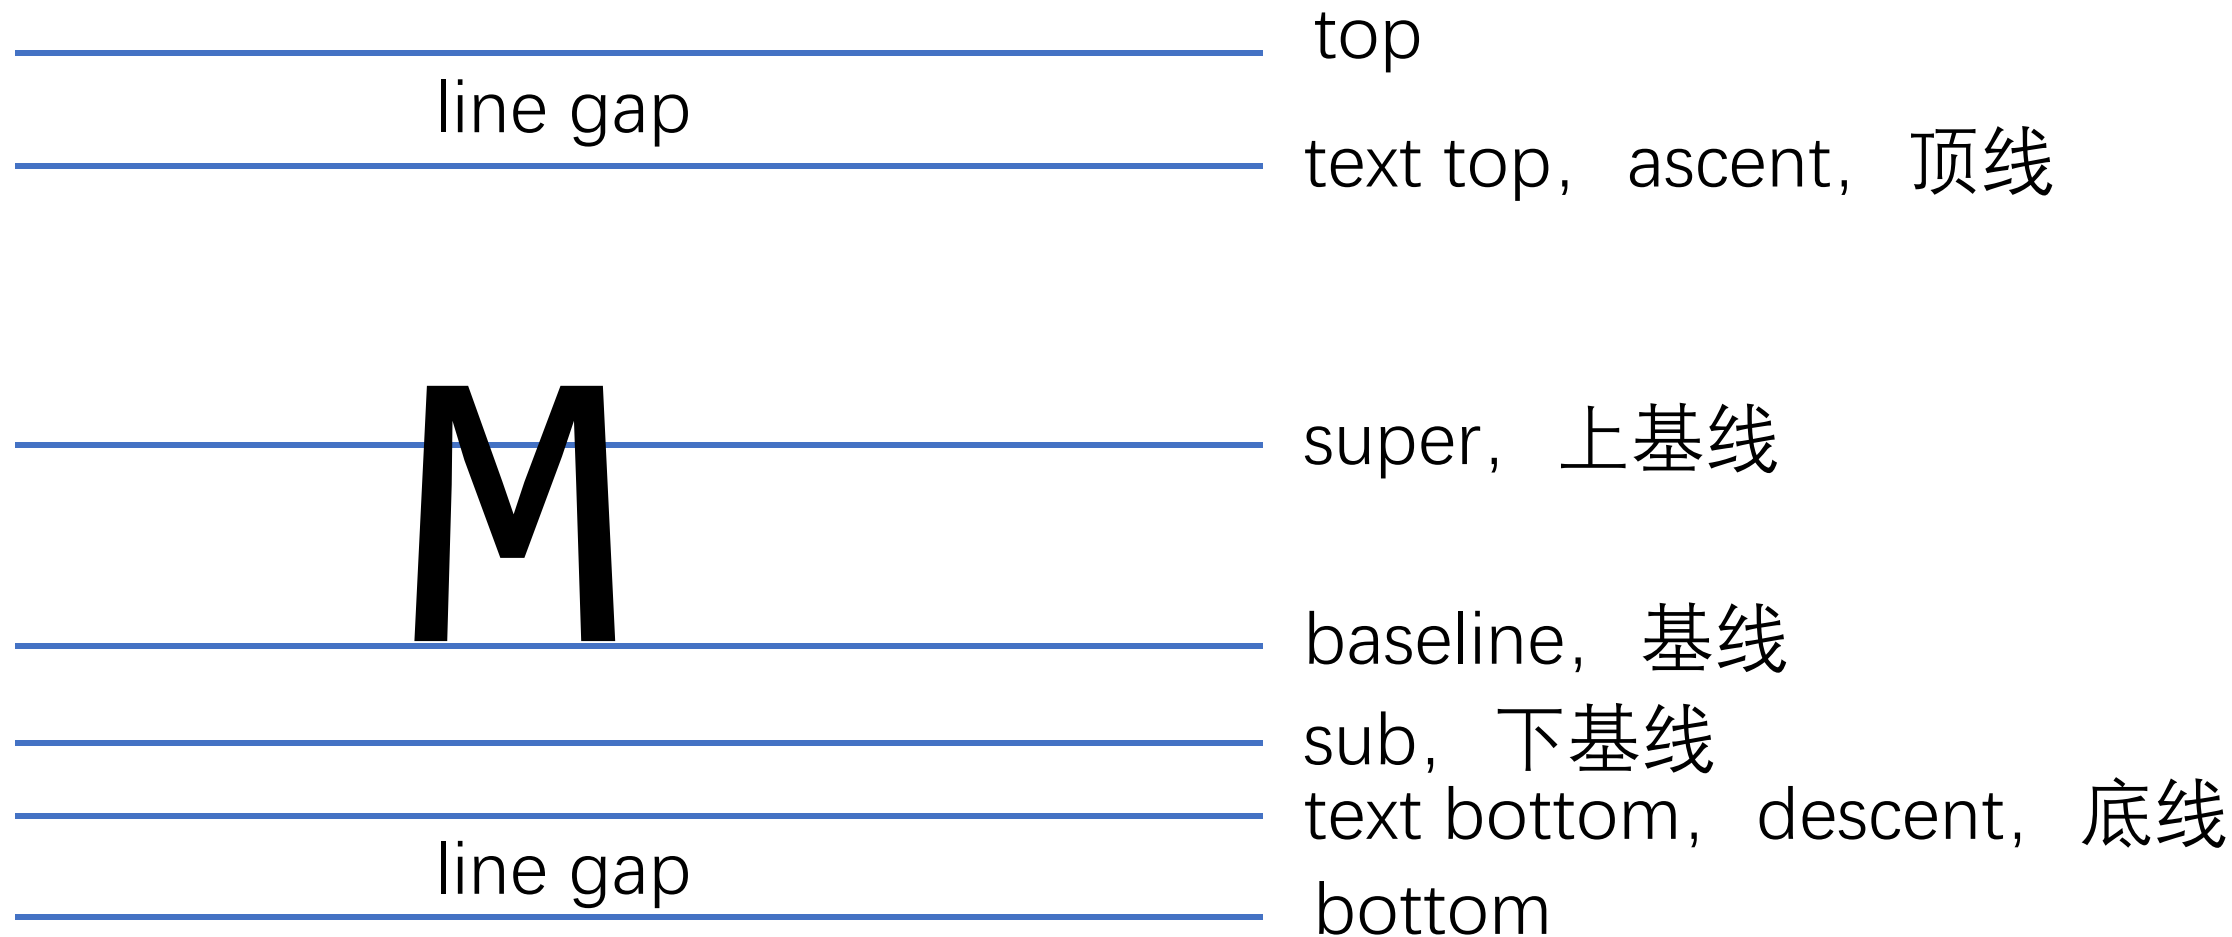 top
line gap
text top， ascent， 顶线
super， 上基线
M
baseline， 基线
sub， 下基线
text bottom， descent， 底线
line gap
bottom